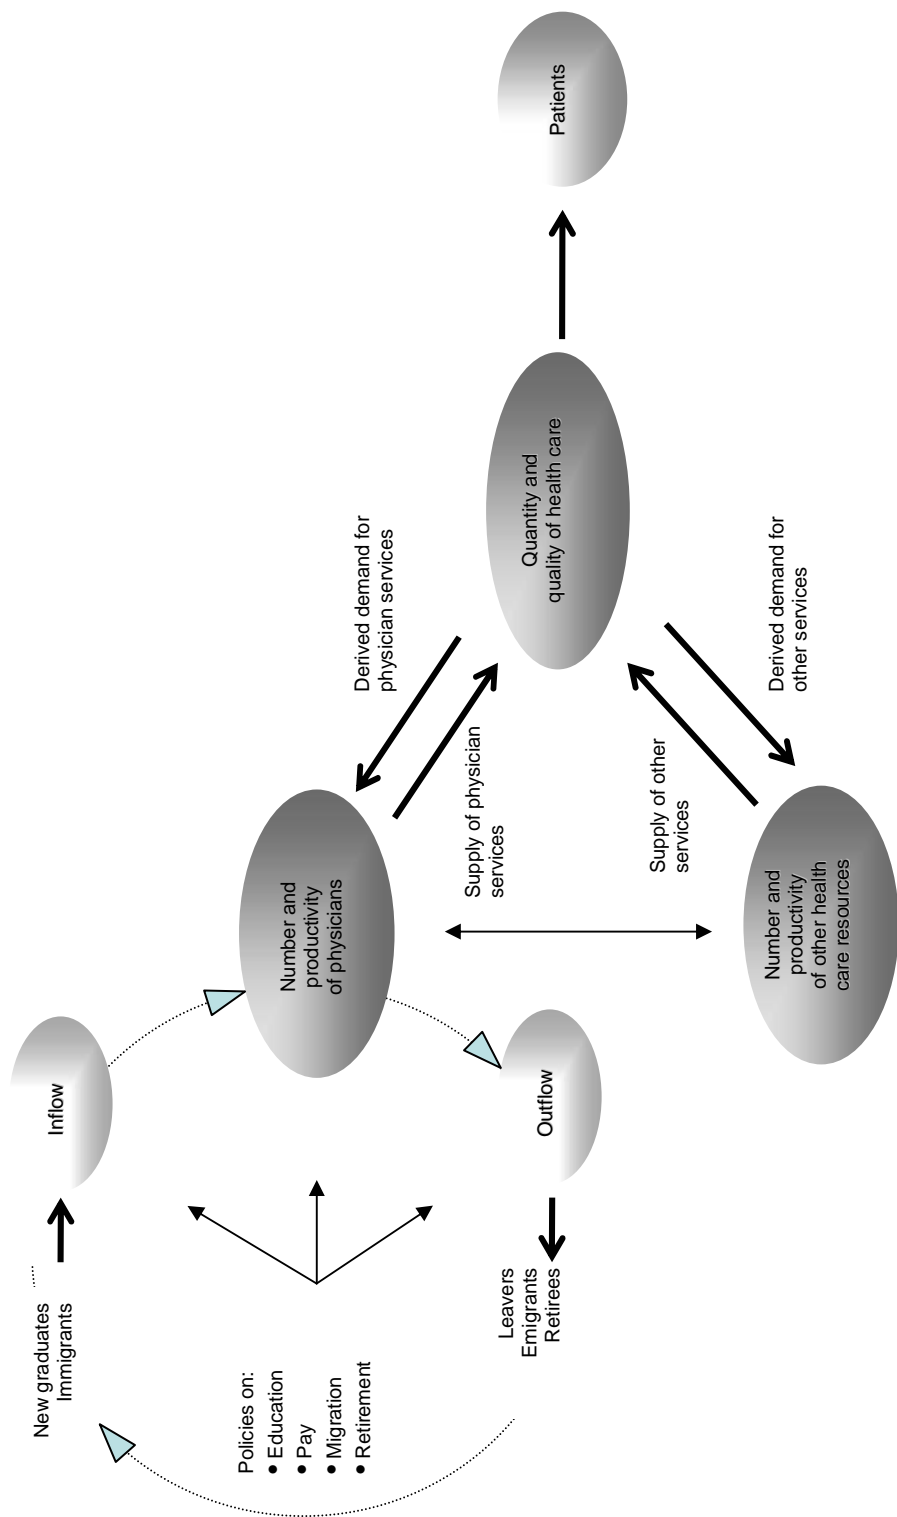 New graduates
Immigrants
Inflow
Policies on:
• Education
• Pay
• Migration
• Retirement
Leavers
Emigrants
Retirees
Outflow
Number and
productivity
of physicians
Derived demand for
physician services
Supply of physician
services
Quantity and
quality of health care
Patients
Supply of other
services
Derived demand for
other services
Number and
productivity
of other health
care resources